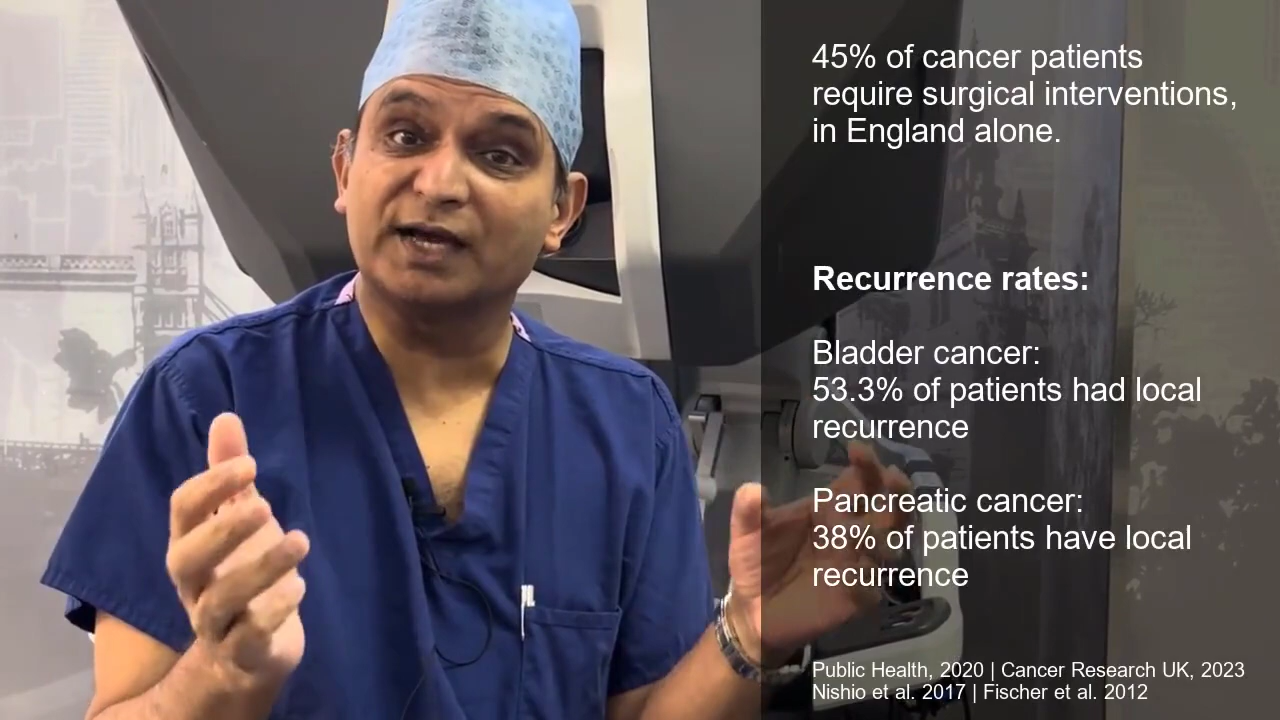 45% of cancer patients
require surgical interventions,
in England alone.
Recurrence rates:
Bladder cancer:
53.3% of patients had local
recurrence
Pancreatic cancer:
38% of patients have local
recurrence
Public Health, 2020 | Cancer Research UK, 2023
Nishio et al. 2017 | Fischer et al. 2012